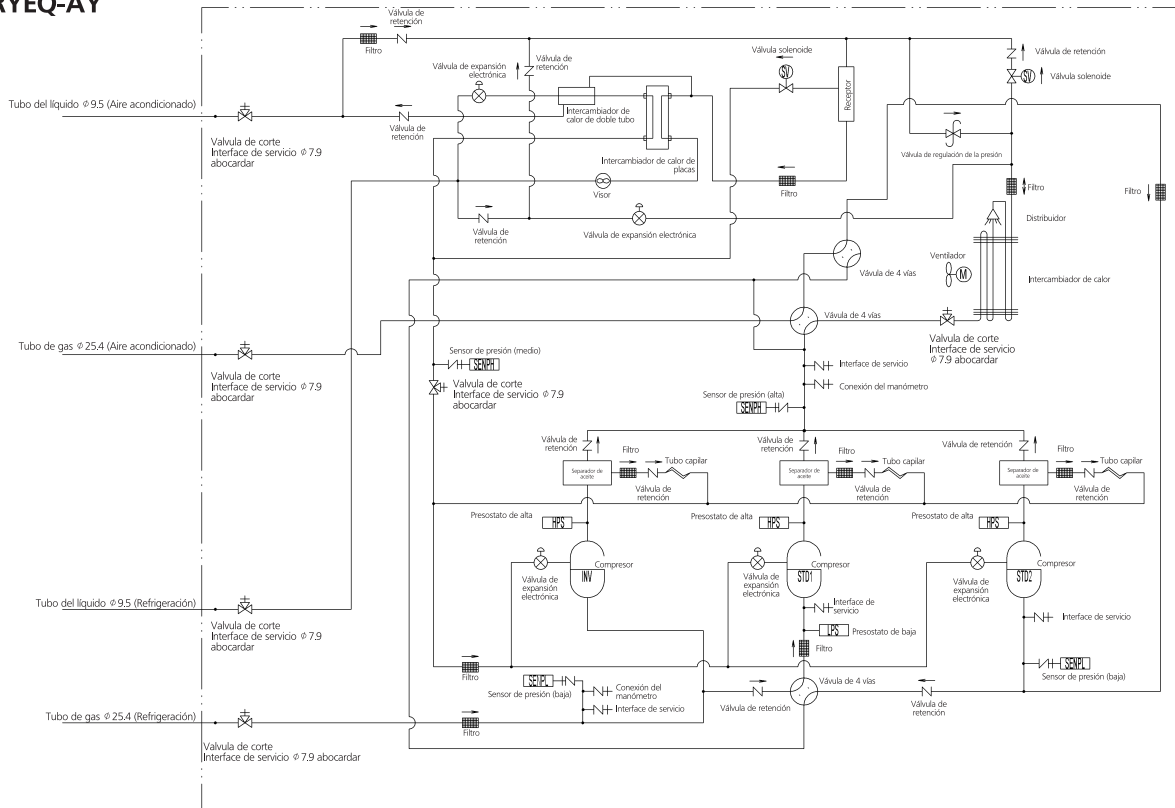 RYEQ-AY
Válvula de
retención
Filtro
Válvula solenoide
SV
Válvula de expansión
electrónica
Válvula de
retención
Válvula de retención
SV
Válvula solenoide
Tubo del líquido ϕ 9.5 (Aire acondicionado)
Valvula de corte
Interface de servicio ϕ 7.9
abocardar
Válvula de
retención
Intercambiador de
calor de doble tubo
Receptor
Intercambiador de calor de
placas
Válvula de regulación de la presión
Visor
Filtro
Filtro
Filtro
Válvula de
retención
Válvula de expansión electrónica
Distribuidor
Vávula de 4 vías
Ventilador
M
Intercambiador de calor
Tubo de gas ϕ 25.4 (Aire acondicionado)
Valvula de corte
Interface de servicio ϕ 7.9
abocardar
Vávula de 4 vías
Valvula de corte
Interface de servicio
ϕ 7.9 abocardar
Sensor de presión (medio)
SENPH
Valvula de corte
Interface de servicio ϕ 7.9
abocardar
Interface de servicio
Conexión del manómetro
Sensor de presión (alta)
SENPH
Válvula de
retención
Filtro
Tubo capilar
Separador de
aceite
Válvula de
retención
Válvula de
retención
Filtro
Tubo capilar
Separador de
aceite
Válvula de
retención
Válvula de retención
Filtro
Tubo capilar
Separador de
aceite
Válvula de
retención
Presostato de alta
HPS
Presostato de alta
HPS
Presostato de alta
HPS
Compresor
INV
Válvula de
expansión
electrónica
Compresor
STD1
Válvula de
expansión
electrónica
Compresor
STD2
Válvula de
expansión
electrónica
Tubo del líquido ϕ 9.5 (Refrigeración)
Valvula de corte
Interface de servicio ϕ 7.9
abocardar
Interface de
servicio
LPS
Presostato de baja
Filtro
Interface de servicio
SENPL
Sensor de presión (baja)
Filtro
SENPL
Sensor de presión (baja)
Conexión del
manómetro
Interface de servicio
Válvula de retención
Vávula de 4 vías
Válvula de
retención
Tubo de gas ϕ 25.4 (Refrigeración)
Filtro
Valvula de corte
Interface de servicio ϕ 7.9 abocardar